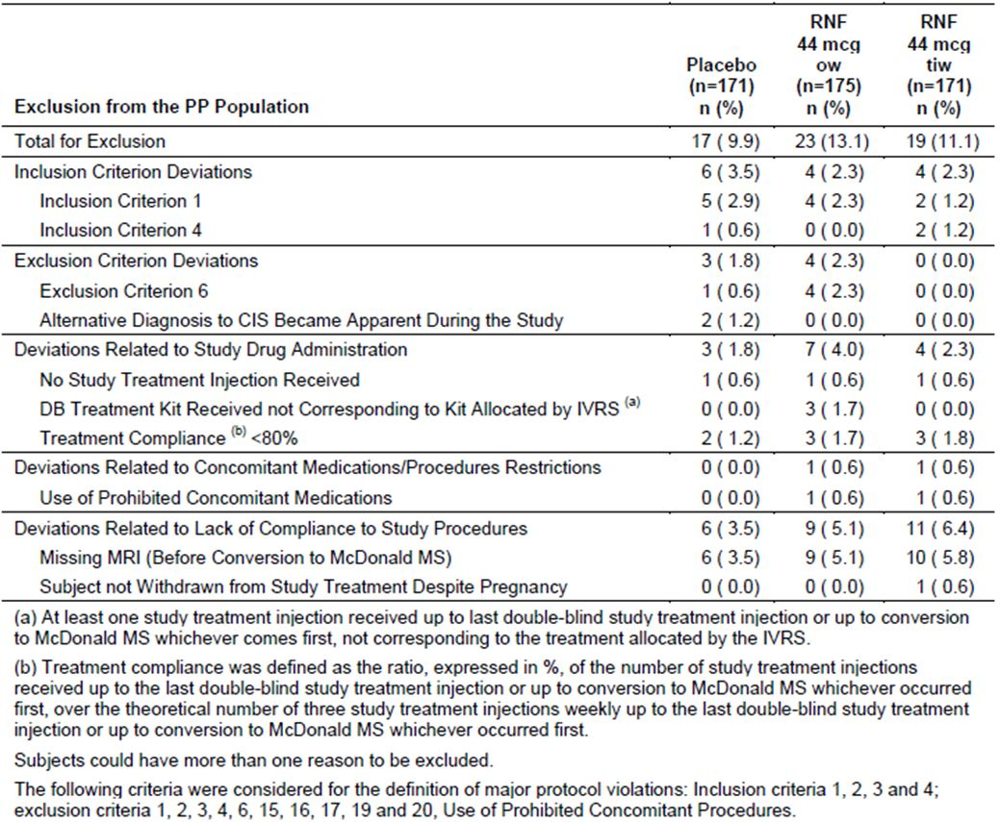 Exclusion from the PP Population Placebo (n=171) n (%) RNF 44 mcg ow (n=175) n (%) RNF 44 mcg tiw (n=171) n (%)
Total for Exclusion 17 ( 9.9) 23 (13.1) 19 (11.1)
Inclusion Criterion Deviations 6 ( 3.5) 4 ( 2.3) 4 ( 2.3)
Inclusion Criterion 1 5 ( 2.9) 4 ( 2.3) 2 ( 1.2)
Inclusion Criterion 4 1 ( 0.6) 0 ( 0.0) 2 ( 1.2)
Exclusion Criterion Deviations 3 ( 1.8) 4 ( 2.3) 0 ( 0.0)
Exclusion Criterion 6 1 ( 0.6) 4 ( 2.3) 0 ( 0.0)
Alternative Diagnosis to CIS Became Apparent During the Study 2 ( 1.2) 0 ( 0.0) 0 ( 0.0)
Deviations Related to Study Drug Administration 3 ( 1.8) 7 ( 4.0) 4 ( 2.3)
No Study Treatment Injection Received 1 ( 0.6) 1 ( 0.6) 1 ( 0.6)
DB Treatment Kit Received not Corresponding to Kit Allocated by IVRS (a) 0 ( 0.0) 3 ( 1.7) 0 ( 0.0)
Treatment Compliance (b) <80% 2 ( 1.2) 3 ( 1.7) 3 ( 1.8)
Deviations Related to Concomitant Medications/Procedures Restrictions 0 ( 0.0) 1 ( 0.6) 1 ( 0.6)
Use of Prohibited Concomitant Medications 0 ( 0.0) 1 ( 0.6) 1 ( 0.6)
Deviations Related to Lack of Compliance to Study Procedures 6 ( 3.5) 9 ( 5.1) 11 ( 6.4)
Missing MRI (Before Conversion to McDonald MS) 6 ( 3.5) 9 ( 5.1) 10 ( 5.8)
Subject not Withdrawn from Study Treatment Despite Pregnancy 0 ( 0.0) 0 ( 0.0) 1 ( 0.6)
(a) At least one study treatment injection received up to last double-blind study treatment injection or up to conversion
to McDonald MS whichever comes first, not corresponding to the treatment allocated by the IVRS.
(b) Treatment compliance was defined as the ratio, expressed in %, of the number of study treatment injections
received up to the last double-blind study treatment injection or up to conversion to McDonald MS whichever occurred
first, over the theoretical number of three study treatment injections weekly up to the last double-blind study treatment
injection or up to conversion to McDonald MS whichever occurred first.
Subjects could have more than one reason to be excluded.
The following criteria were considered for the definition of major protocol violations: Inclusion criteria 1, 2, 3 and 4;
exclusion criteria 1, 2, 3, 4, 6, 15, 16, 17, 19 and 20, Use of Prohibited Concomitant Procedures.